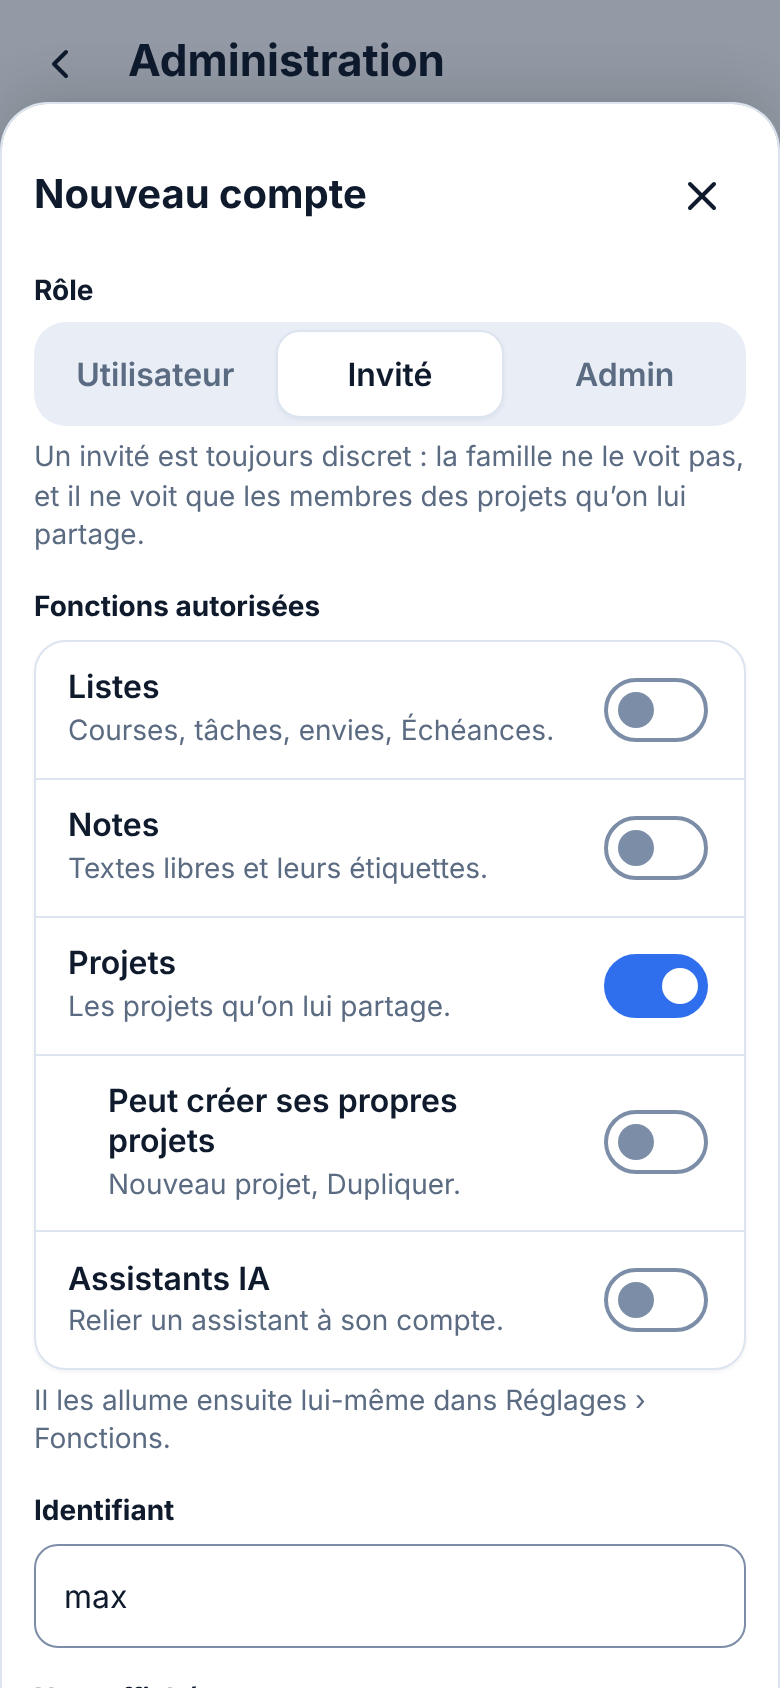 Administration
Nouveau compte
Rôle
Utilisateur
Invité
Admin
Un invité est toujours discret : la famille ne le voit pas,
et il ne voit que les membres des projets qu’on lui
partage.
Fonctions autorisées
Listes
Courses, tâches, envies, Échéances.
Notes
Textes libres et leurs étiquettes.
Projets
Les projets qu’on lui partage.
Peut créer ses propres
projets
Nouveau projet, Dupliquer.
Assistants IA
Relier un assistant à son compte.
Il les allume ensuite lui-même dans Réglages ›
Fonctions.
Identifiant
max